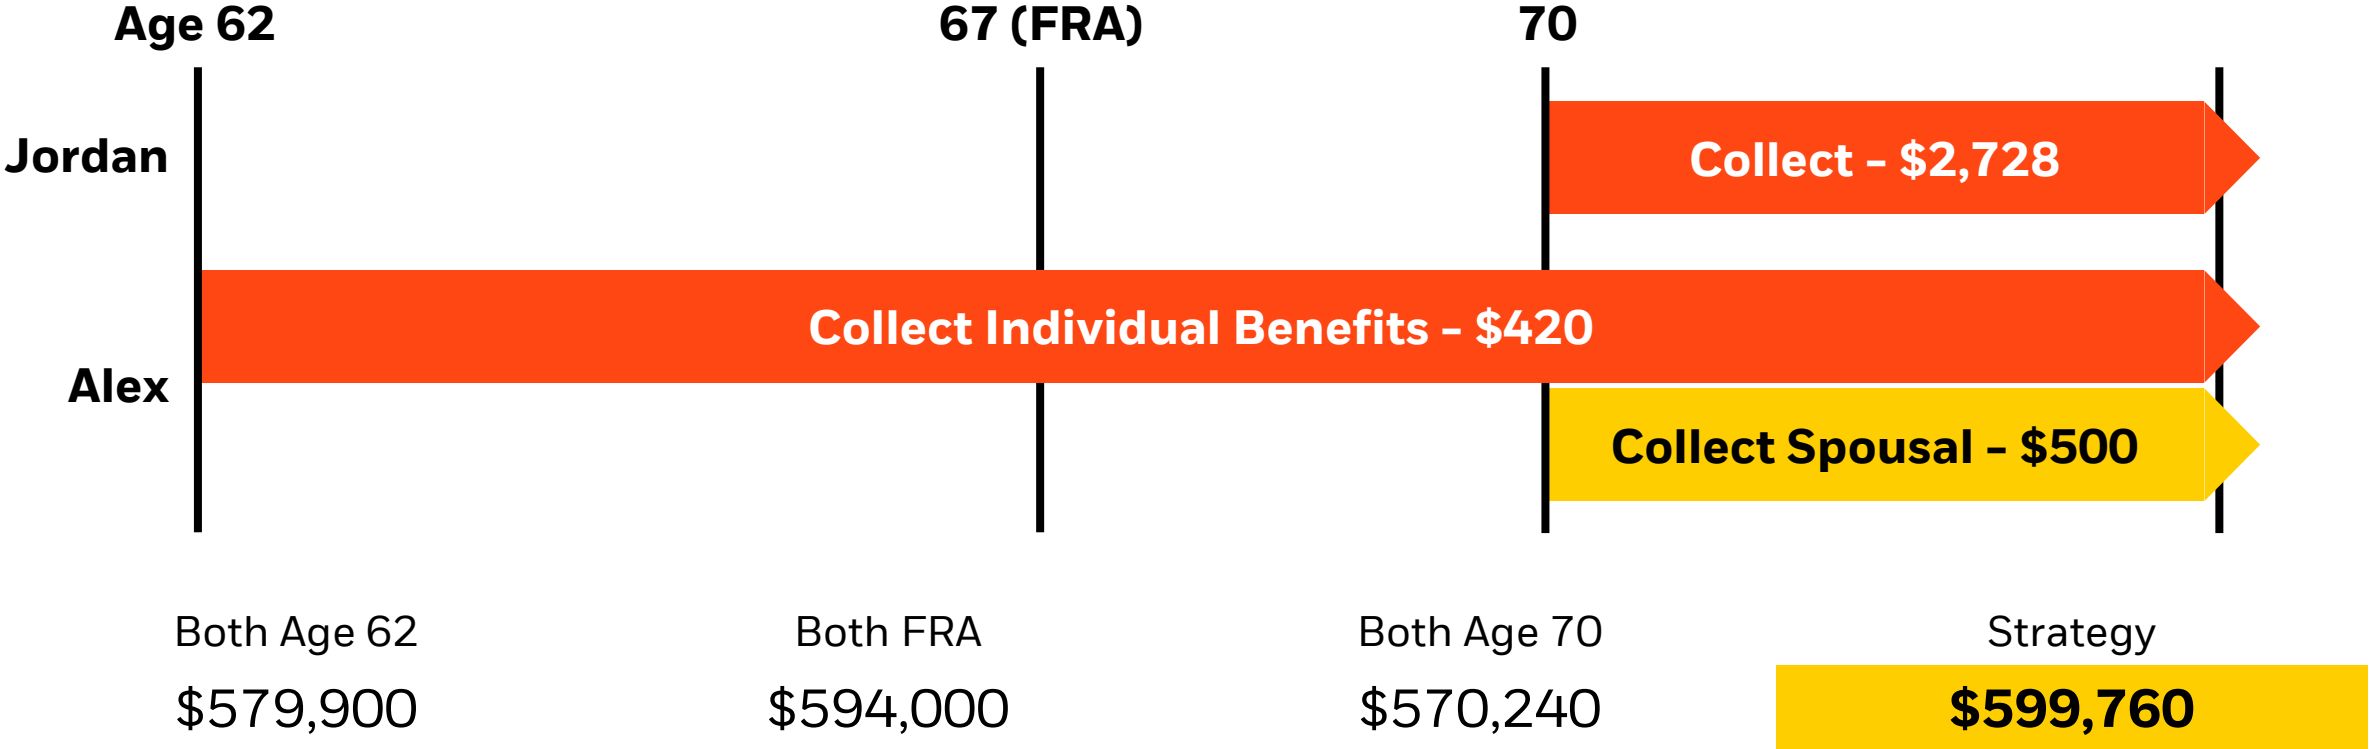 Age 62
67 (FRA)
70
Jordan
Collect – $2,728
Collect Individual Benefits – $420
Alex
Collect Spousal – $500
Both Age 62
Both FRA
Both Age 70
Strategy
$579,900
$594,000
$570,240
$599,760